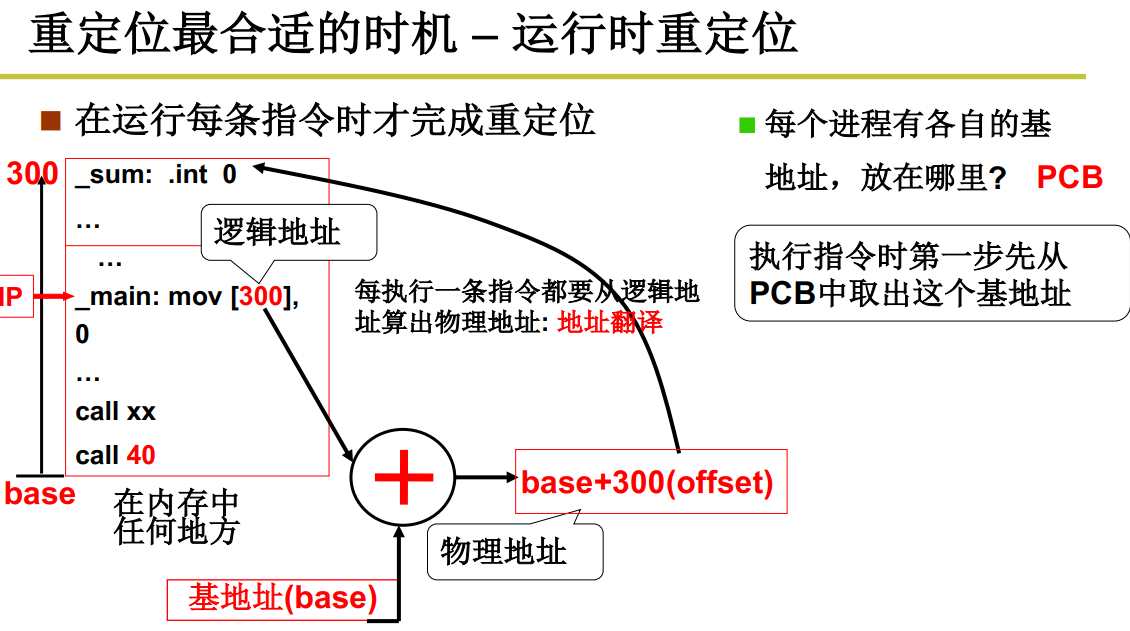 重定位最合适的时机 – 运行时重定位
在运行每条指令时才完成重定位
每个进程有各自的基
地址，放在哪里? PCB
执行指令时第一步先从
PCB中取出这个基地址
300
_sum: .int 0
…
逻辑地址
…
IP
_main: mov [300],
0
…
call xx
call 40
每执行一条指令都要从逻辑地
址算出物理地址: 地址翻译
base
在内存中
任何地方
+
base+300(offset)
物理地址
基地址(base)